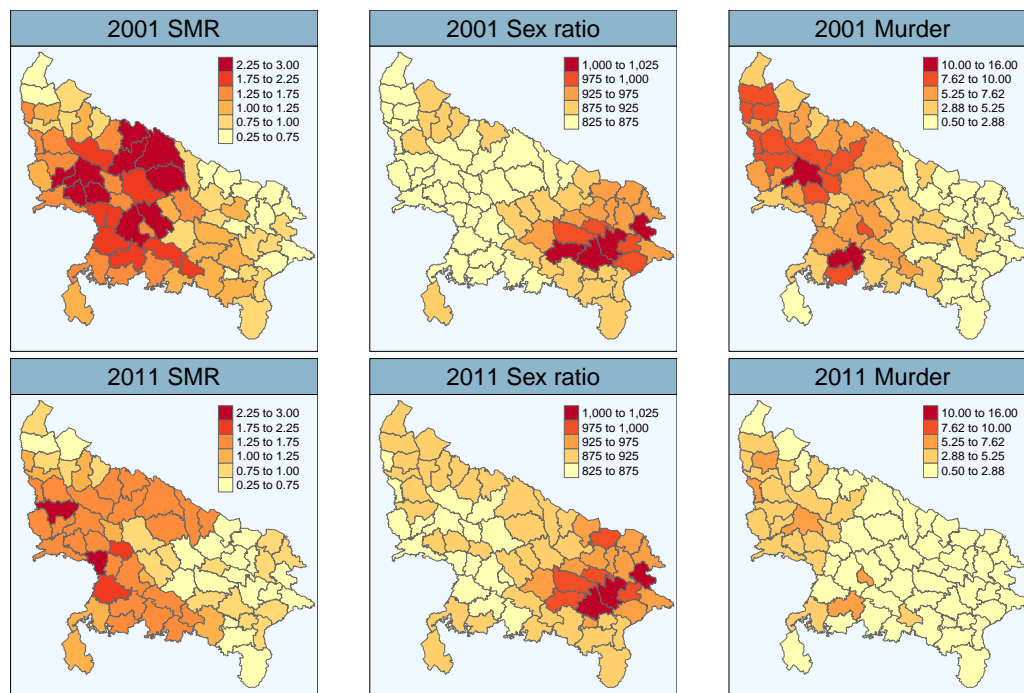 2001 SMR
2.25 to 3.00
1.75 to 2.25
1.25 to 1.75
1.00 to 1.25
0.75 to 1.00
0.25 to 0.75
2001 Sex ratio
1,000 to 1,025
975 to 1,000
925 to 975
875 to 925
825 to 875
2001 Murder
10.00 to 16.00
7.62 to 10.00
5.25 to 7.62
2.88 to 5.25
0.50 to 2.88
2011 SMR
2.25 to 3.00
1.75 to 2.25
1.25 to 1.75
1.00 to 1.25
0.75 to 1.00
0.25 to 0.75
2011 Sex ratio
1,000 to 1,025
975 to 1,000
925 to 975
875 to 925
825 to 875
2011 Murder
10.00 to 16.00
7.62 to 10.00
5.25 to 7.62
2.88 to 5.25
0.50 to 2.88